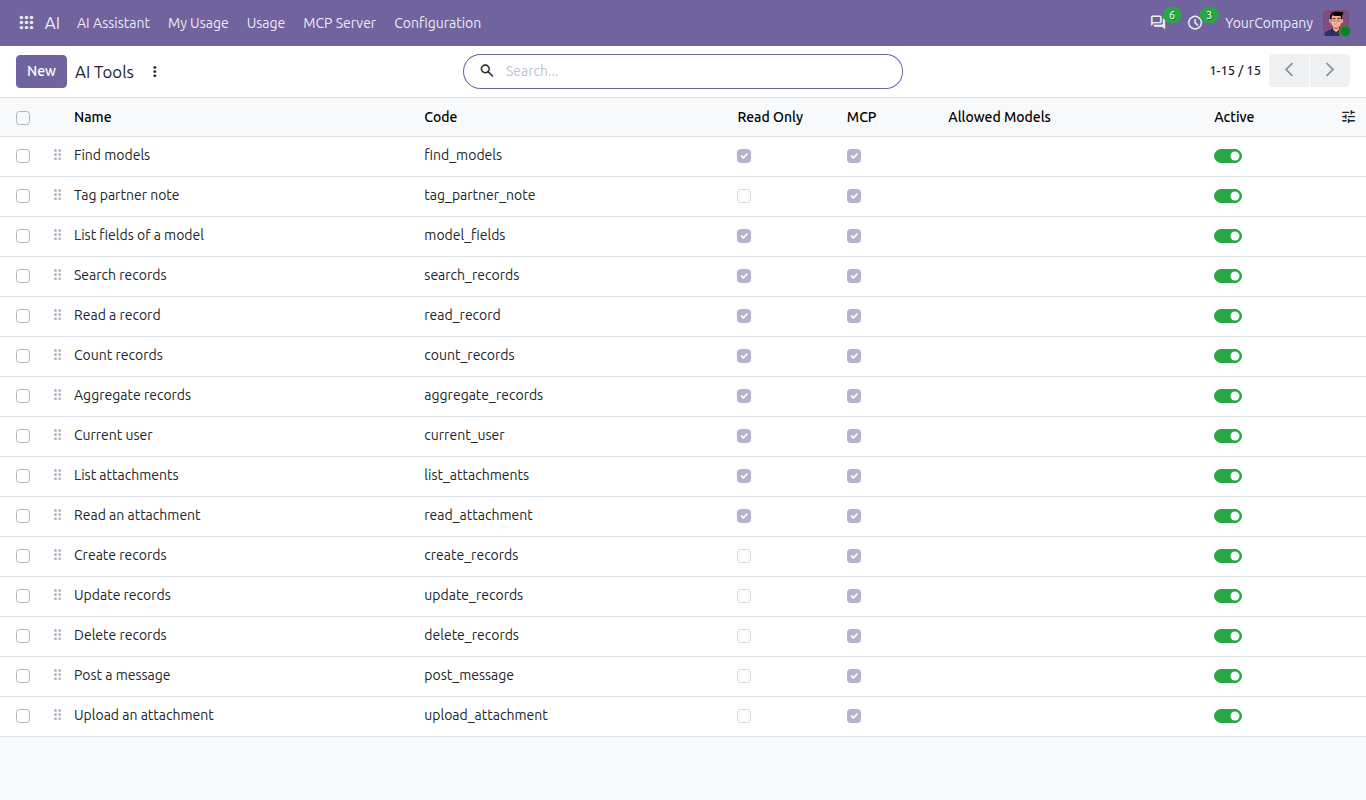 AI AI Assistant My Usage Usage MCP Server Configuration 6 3 YourCompany
New AI Tools Search... 1-15 / 15
Name Code Read Only MCP Allowed Models Active
Find models find_models
Tag partner note tag_partner_note
List fields of a model model_fields
Search records search_records
Read a record read_record
Count records count_records
Aggregate records aggregate_records
Current user current_user
List attachments list_attachments
Read an attachment read_attachment
Create records create_records
Update records update_records
Delete records delete_records
Post a message post_message
Upload an attachment upload_attachment